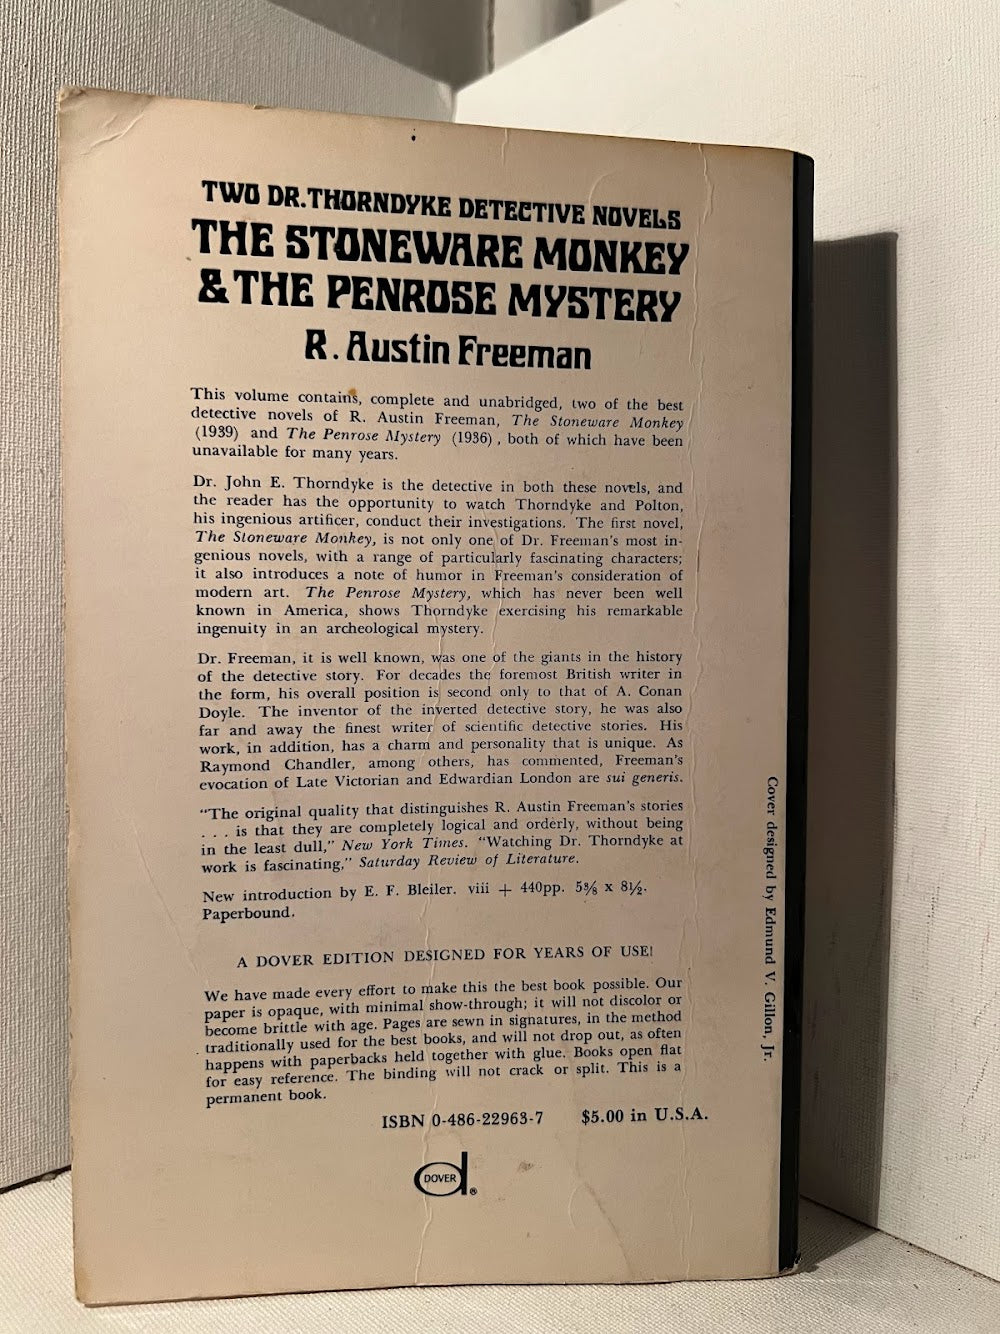 TWO DR. THORNDYKE DETECTIVE NOVELS
THE STONEWARE MONKEY
& THE PENROSE MYSTERY
R. Austin Freeman
This volume contains, complete and unabridged, two of the best
detective novels of R. Austin Freeman, The Stoneware Monkey
(1939) and The Penrose Mystery (1936), both of which have been
unavailable for many years.
Dr. John E. Thorndyke is the detective in both these novels, and
the reader has the opportunity to watch Thorndyke and Polton,
his ingenious artificer, conduct their investigations. The first novel,
The Stoneware Monkey, is not only one of Dr. Freeman's most in-
genious novels, with a range of particularly fascinating characters;
it also introduces a note of humor in Freeman's consideration of
modern art. The Penrose Mystery, which has never been well
known in America, shows Thorndyke exercising his remarkable
ingenuity in an archeological mystery.
Dr. Freeman, it is well known, was one of the giants in the history
of the detective story. For decades the foremost British writer in
the form, his overall position is second only to that of A. Conan
Doyle. The inventor of the inverted detective story, he was also
far and away the finest writer of scientific detective stories. His
work, in addition, has a charm and personality that is unique. As
Raymond Chandler, among others, has commented, Freeman's
evocation of Late Victorian and Edwardian London are sui generis.
"The original quality that distinguishes R. Austin Freeman's stories
. . . is that they are completely logical and orderly, without being
in the least dull," New York Times. "Watching Dr. Thorndyke at
work is fascinating," Saturday Review of Literature.
New introduction by E. F. Bleiler. viii + 440pp. 5⅜ x 8½.
Paperbound.
A DOVER EDITION DESIGNED FOR YEARS OF USE!
We have made every effort to make this the best book possible. Our
paper is opaque, with minimal show-through; it will not discolor or
become brittle with age. Pages are sewn in signatures, in the method
traditionally used for the best books, and will not drop out, as often
happens with paperbacks held together with glue. Books open flat
for easy reference. The binding will not crack or split. This is a
permanent book.
ISBN 0-486-22963-7 $5.00 in U.S.A.
DOVER ®
Cover designed by Edmund V. Gillon, Jr.